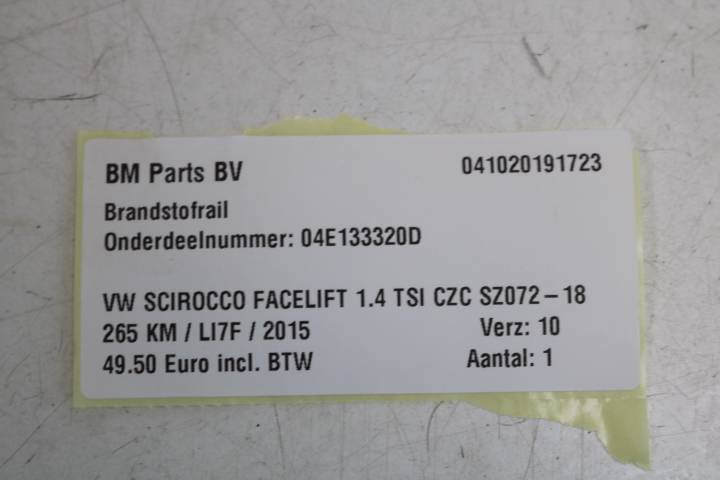 BM Parts BV 041020191723
Brandstofrail
Onderdeelnummer: 04E133320D
VW SCIROCCO FACELIFT 1.4 TSI CZC SZ072-18
265 KM / LI7F / 2015 Verz: 10
49.50 Euro incl. BTW Aantal: 1